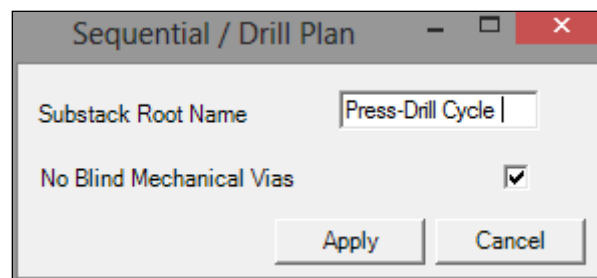 Sequential / Drill Plan
Substack Root Name Press-Drill Cycle
No Blind Mechanical Vias
Apply Cancel